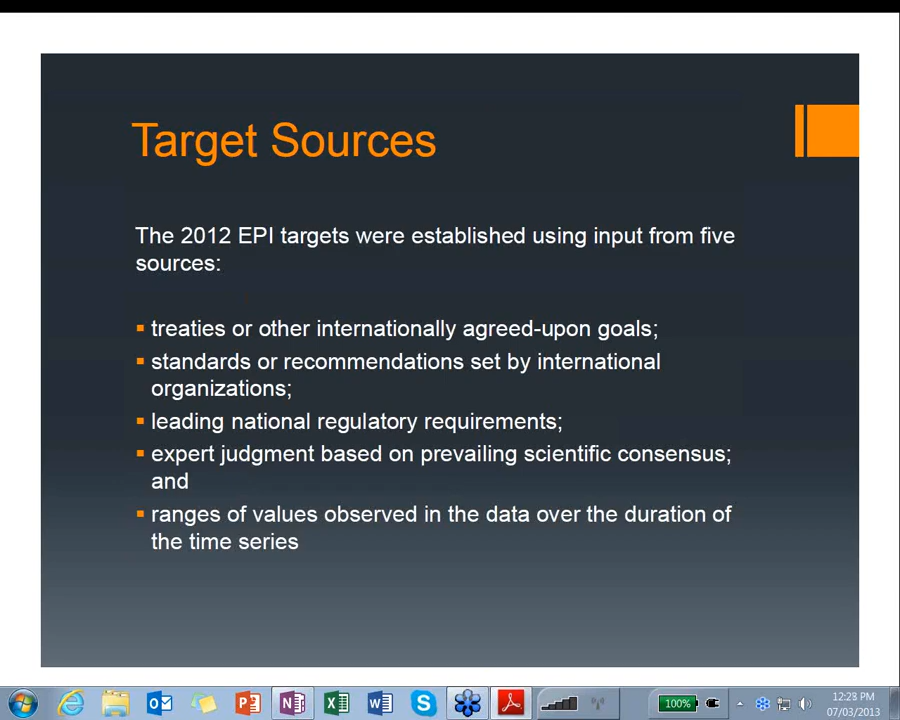 Target Sources
The 2012 EPI targets were established using input from five
sources:
treaties or other internationally agreed-upon goals;
standards or recommendations set by international
organizations;
leading national regulatory requirements;
expert judgment based on prevailing scientific consensus;
and
ranges of values observed in the data over the duration of
the time series
100%
12:28 PM
07/03/2013